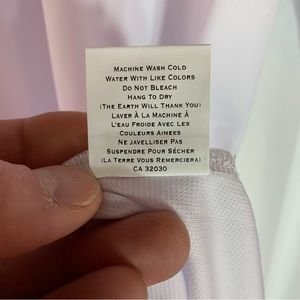 Machine Wash Cold
Water With Like Colors
Do Not Bleach
Hang To Dry
(The Earth Will Thank You)
Laver À La Machine À
L'eau Froide Avec Les
Couleurs Aimees
Ne Javelliser Pas
Suspendre Pour Sécher
(La Terre Vous Remerciera)
CA 32030